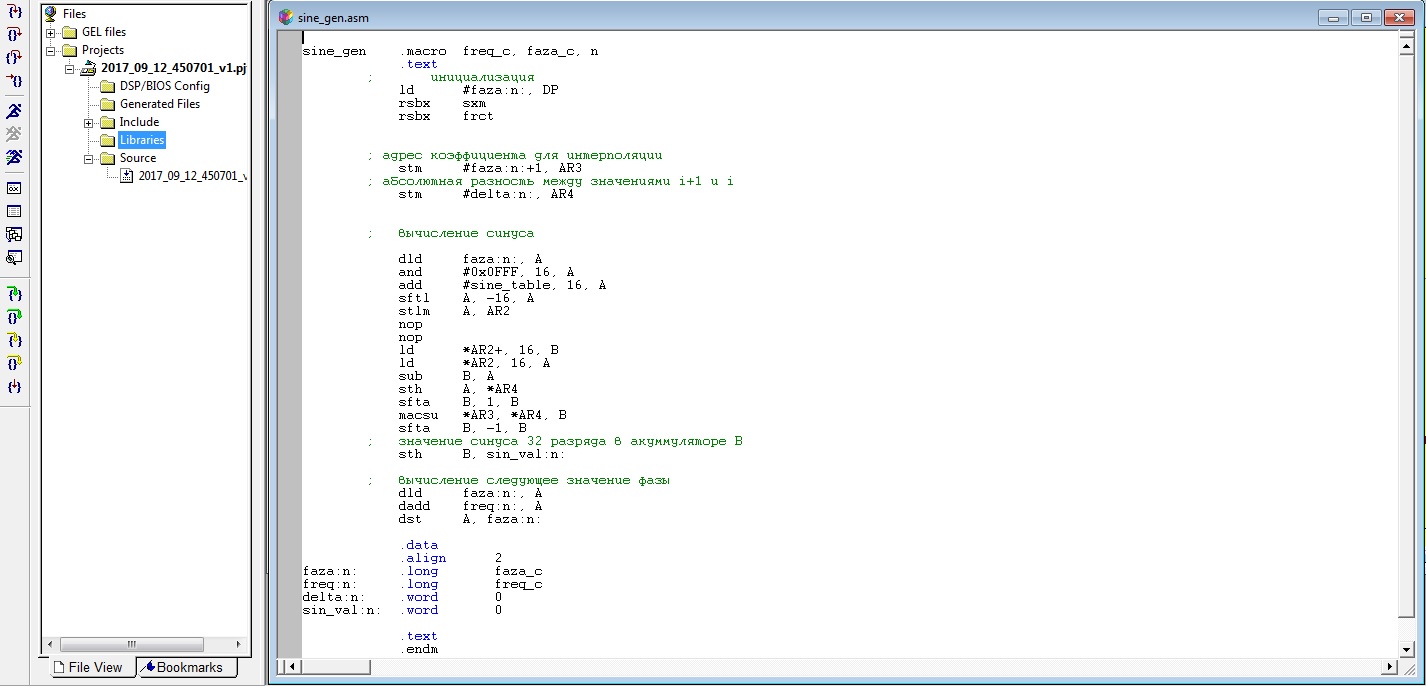 Files
GEL files
Projects
2017_09_12_450701_v1.pj
DSP/BIOS Config
Generated Files
Include
Libraries
Source
2017_09_12_450701_v
File View
Bookmarks
sine_gen.asm
sine_gen .macro freq_c, faza_c, n
.text
; инициализация
ld #faza:n:, DP
rsbx sxm
rsbx frct
; адрес коэффициента для интерполяции
stm #faza:n:+1, AR3
; абсолютная разность между значениями i+1 и i
stm #delta:n:, AR4
; вычисление синуса
dld faza:n:, A
and #0x0FFF, 16, A
add #sine_table, 16, A
sftl A, -16, A
stlm A, AR2
nop
nop
ld *AR2+, 16, B
ld *AR2, 16, A
sub B, A
sth A, *AR4
sfta B, 1, B
macsu *AR3, *AR4, B
sfta B, -1, B
; значение синуса 32 разряда в акуммуляторе B
sth B, sin_val:n:
; вычисление следующее значение фазы
dld faza:n:, A
dadd freq:n:, A
dst A, faza:n:
.data
.align 2
faza:n: .long faza_c
freq:n: .long freq_c
delta:n: .word 0
sin_val:n: .word 0
.text
.endm